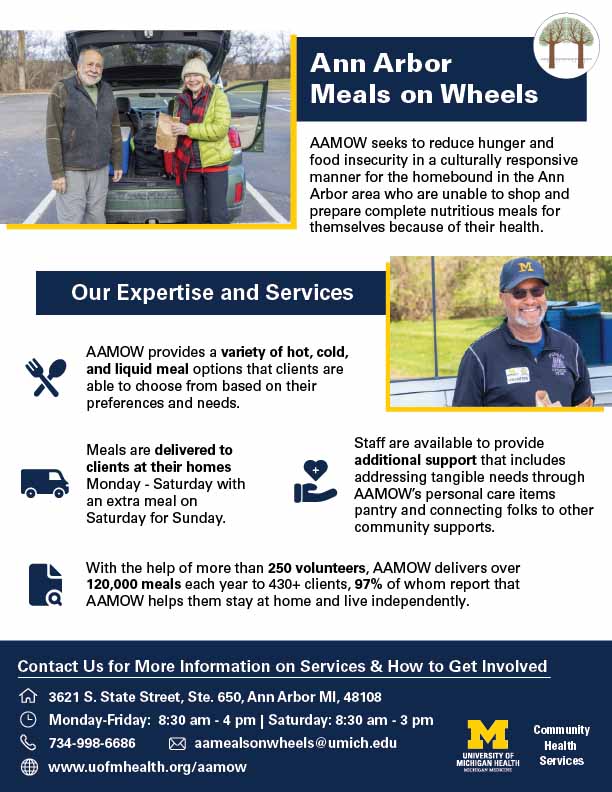 Ann Arbor
Meals on Wheels
AAMOW seeks to reduce hunger and
food insecurity in a culturally responsive
manner for the homebound in the Ann
Arbor area who are unable to shop and
prepare complete nutritious meals for
themselves because of their health.
Our Expertise and Services
AAMOW provides a variety of hot, cold,
and liquid meal options that clients are
able to choose from based on their
preferences and needs.
Meals are delivered to
clients at their homes
Monday - Saturday with
an extra meal on
Saturday for Sunday.
Staff are available to provide
additional support that includes
addressing tangible needs through
AAMOW's personal care items
pantry and connecting folks to other
community supports.
With the help of more than 250 volunteers, AAMOW delivers over
120,000 meals each year to 430+ clients, 97% of whom report that
AAMOW helps them stay at home and live independently.
Contact Us for More Information on Services & How to Get Involved
3621 S. State Street, Ste. 650, Ann Arbor MI, 48108
Monday-Friday: 8:30 am - 4 pm | Saturday: 8:30 am - 3 pm
734-998-6686 aamealsonwheels@umich.edu
www.uofmhealth.org/aamow
M
UNIVERSITY OF
MICHIGAN HEALTH
MICHIGAN MEDICINE
Community
Health
Services